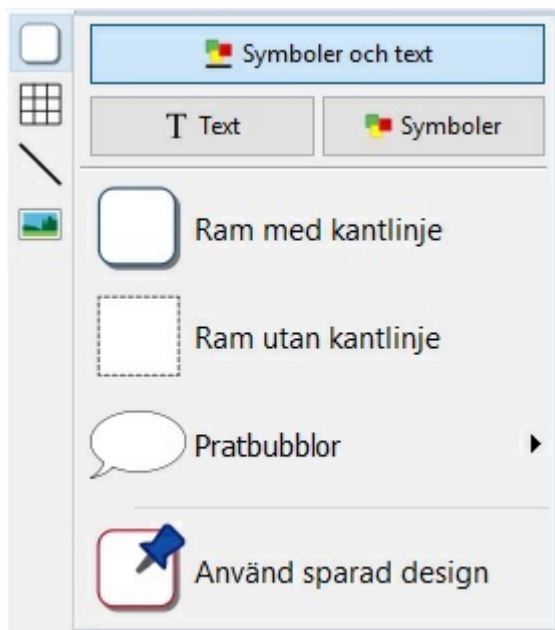 Symboler och text
T Text
Symboler
Ram med kantlinje
Ram utan kantlinje
Pratbubblor
Använd sparad design